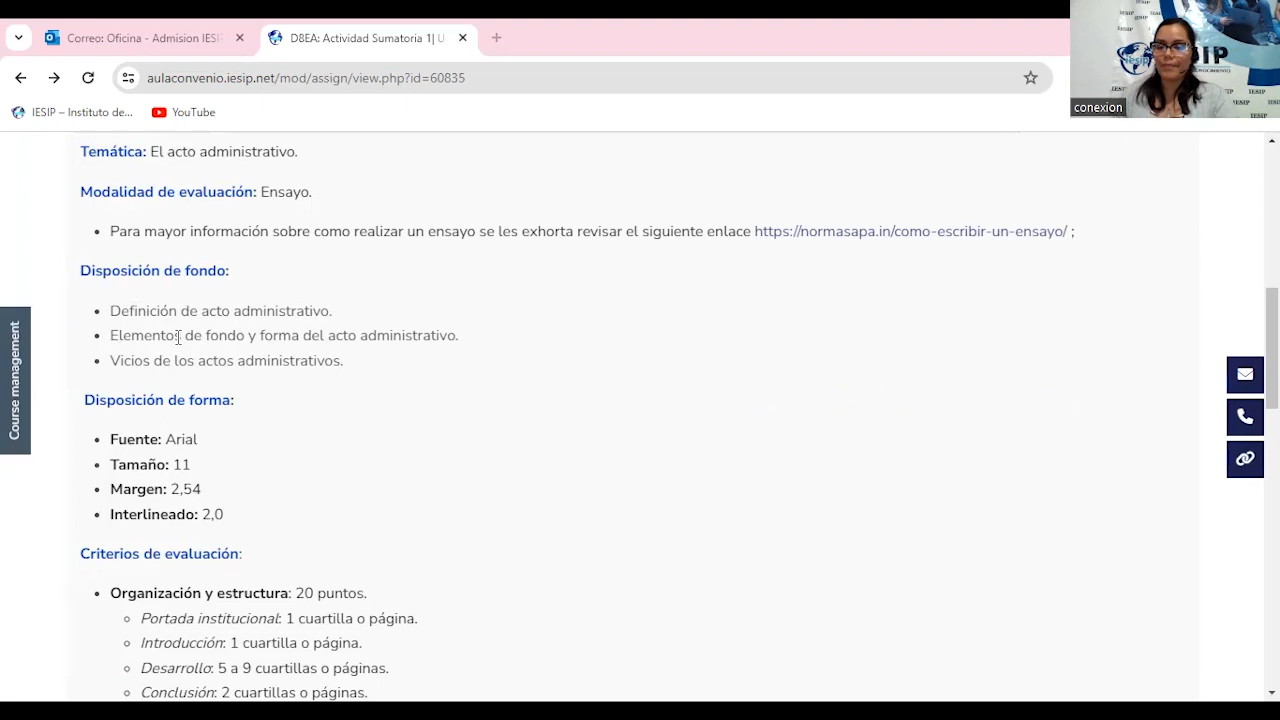 Correo: Oficina - Admision IESI
D8EA: Actividad Sumatoria 1| U
aulaconvenio.iesip.net/mod/assign/view.php?id=60835
IESIP – Instituto de...
YouTube
conexion
Temática: El acto administrativo.
Modalidad de evaluación: Ensayo.
Para mayor información sobre como realizar un ensayo se les exhorta revisar el siguiente enlace https://normasapa.in/como-escribir-un-ensayo/ ;
Disposición de fondo:
Definición de acto administrativo.
Elementos de fondo y forma del acto administrativo.
Vicios de los actos administrativos.
Disposición de forma:
Fuente: Arial
Tamaño: 11
Margen: 2,54
Interlineado: 2,0
Criterios de evaluación:
Organización y estructura: 20 puntos.
Portada institucional: 1 cuartilla o página.
Introducción: 1 cuartilla o página.
Desarrollo: 5 a 9 cuartillas o páginas.
Conclusión: 2 cuartillas o páginas.
Course management